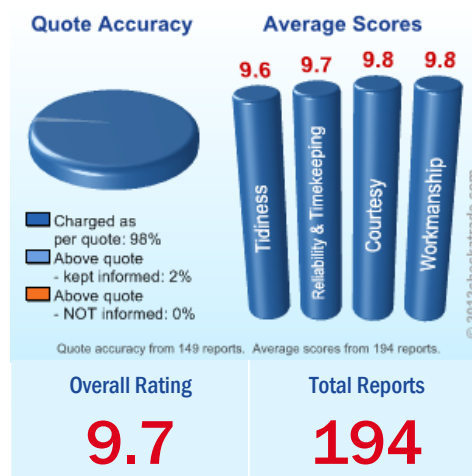 Quote Accuracy
Average Scores
9.6
9.7
9.8
9.8
Tidiness
Reliability & Timekeeping
Courtesy
Workmanship
Charged as
per quote: 98%
Above quote
- kept informed: 2%
Above quote
- NOT informed: 0%
© 2012checkatrade.com
Quote accuracy from 149 reports. Average scores from 194 reports.
Overall Rating
Total Reports
9.7
194